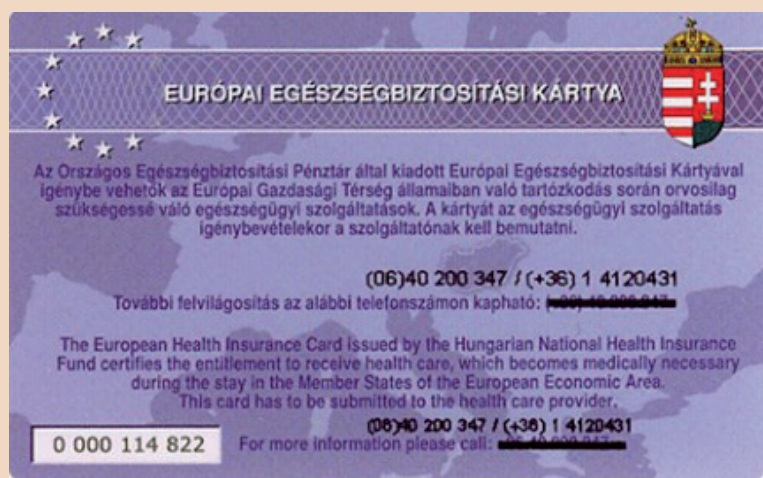 EURÓPAI EGÉSZSÉGBIZTOSÍTÁSI KÁRTYA
Az Országos Egészségbiztosítási Pénztár által kiadott Európai Egészségbiztosítási Kártyával
igénybe vehetők az Európai Gazdasági Térség államaiban való tartózkodás során orvosilag
szükségessé váló egészségügyi szolgáltatások. A kártyát az egészségügyi szolgáltatás
igénybevételekor a szolgáltatónak kell bemutatni.
(06)40 200 347 / (+36) 1 4120431
További felvilágosítás az alábbi telefonszámon kapható:
The European Health Insurance Card issued by the Hungarian National Health Insurance
Fund certifies the entitlement to receive health care, which becomes medically necessary
during the stay in the Member States of the European Economic Area.
This card has to be submitted to the health care provider.
(06)40 200 347 / (+36) 1 4120431
0 000 114 822 For more information please call: